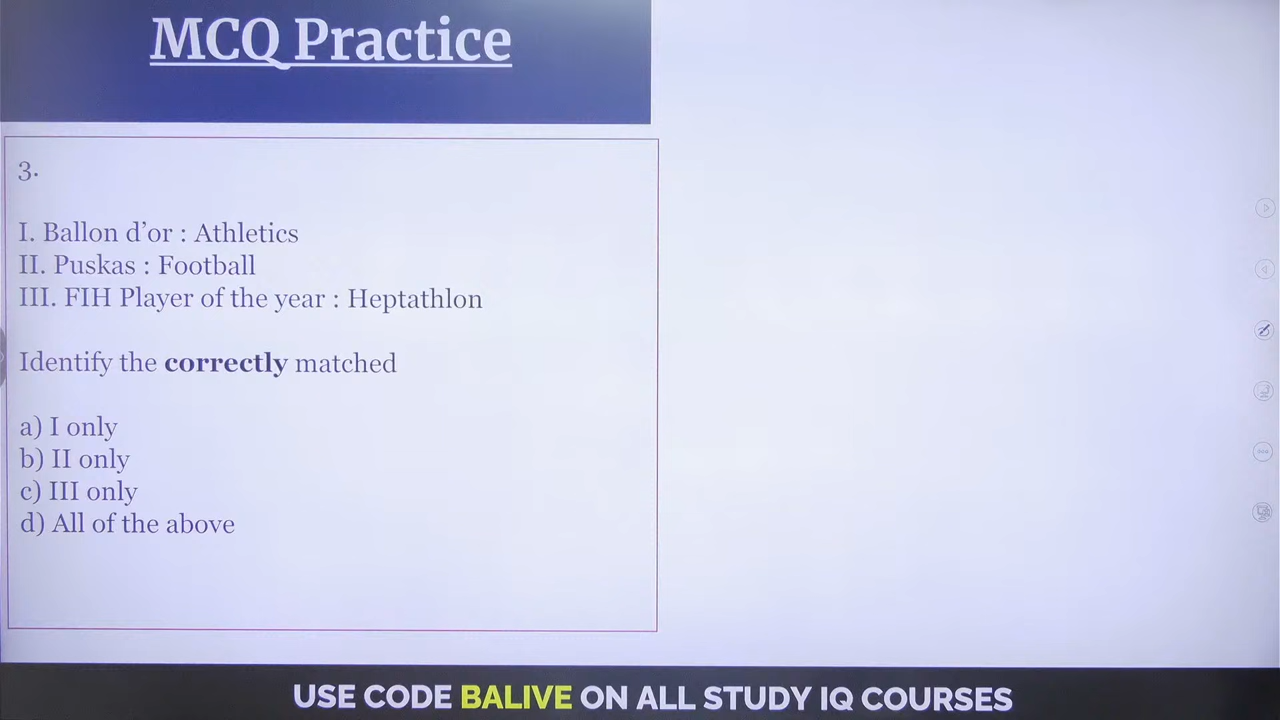 MCQ Practice
3.
I. Ballon d’or : Athletics
II. Puskas : Football
III. FIH Player of the year : Heptathlon
Identify the correctly matched
a) I only
b) II only
c) III only
d) All of the above
USE CODE BALIVE ON ALL STUDY IQ COURSES